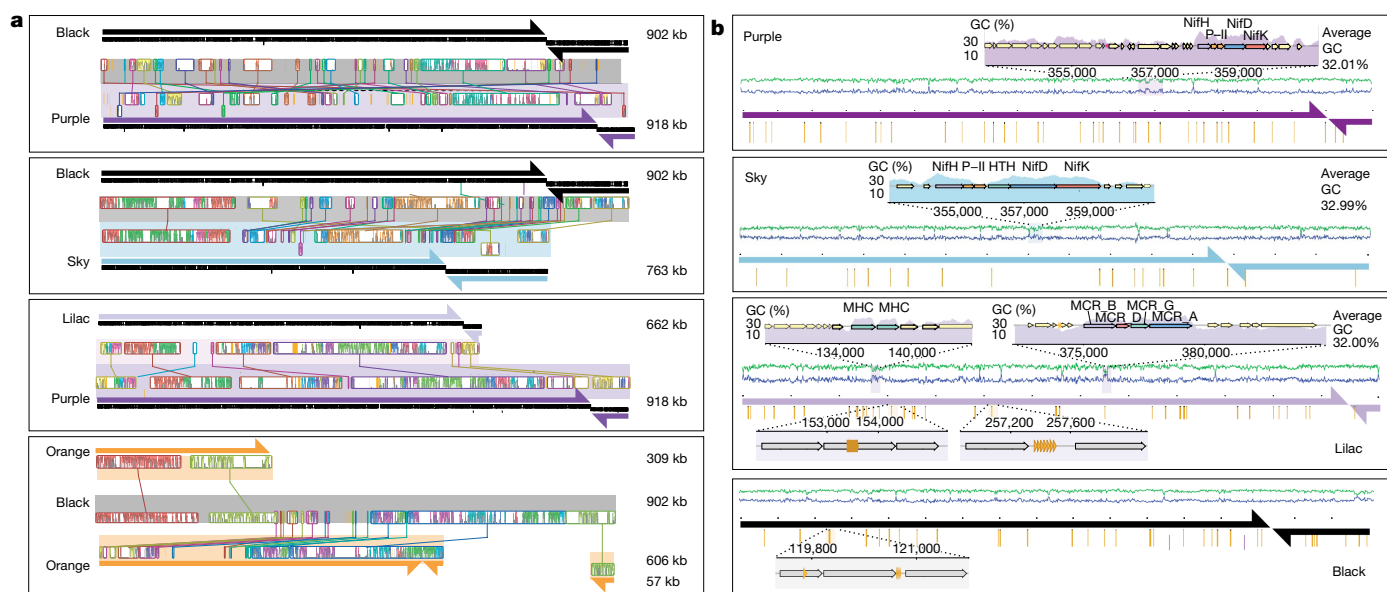 a
Black
902 kb
Purple
918 kb
Black
902 kb
Sky
763 kb
Lilac
662 kb
Purple
918 kb
Orange
309 kb
Black
902 kb
Orange
606 kb
57 kb
b
Purple
GC (%)
30
10
NifH NifD
P–II NifK
355,000 357,000 359,000
Average
GC
32.01%
Sky
GC (%)
30
10
NifH P–II HTH NifD NifK
355,000 357,000 359,000
Average
GC
32.99%
GC (%)
30
10
MHC MHC
134,000 140,000
GC (%)
30
10
MCR_B MCR_G
MCR_D MCR_A
375,000 380,000
Average
GC
32.00%
153,000 154,000
257,200 257,600
Lilac
119,800 121,000
Black